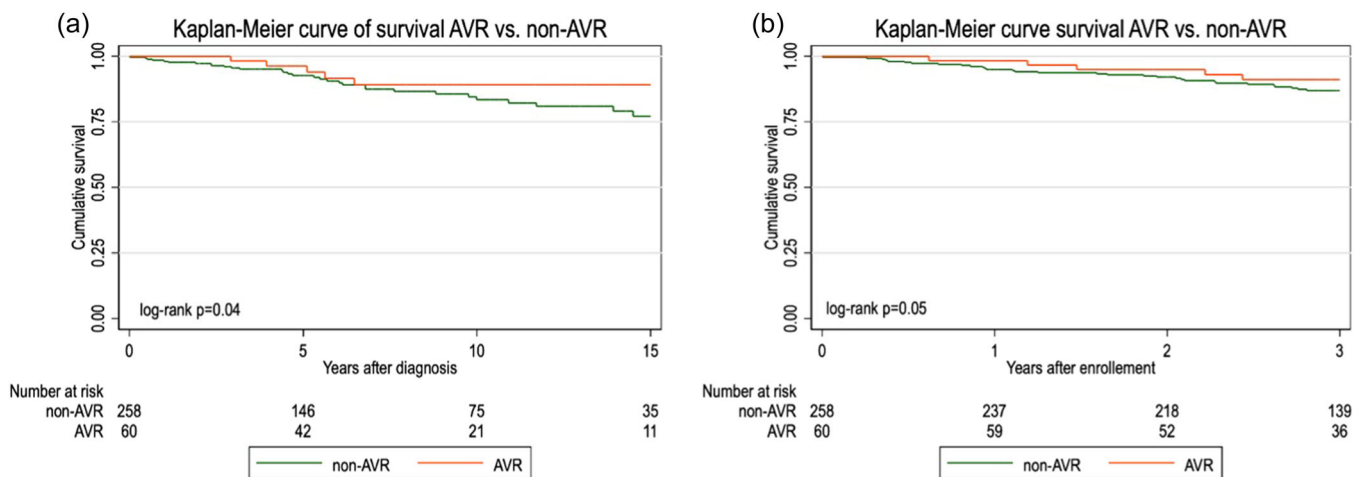 (a)
Kaplan-Meier curve of survival AVR vs. non-AVR
Cumulative survival
1.00
0.75
0.50
0.25
0.00
log-rank p=0.04
0 5 10 15
Years after diagnosis
Number at risk
non-AVR 258 146 75 35
AVR 60 42 21 11
non-AVR AVR
(b)
Kaplan-Meier curve survival AVR vs. non-AVR
Cumulative survival
1.00
0.75
0.50
0.25
0.00
log-rank p=0.05
0 1 2 3
Years after enrollement
Number at risk
non-AVR 258 237 218 139
AVR 60 59 52 36
non-AVR AVR